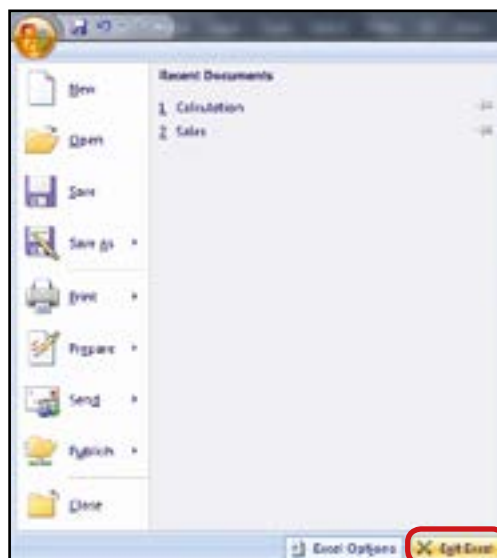 New
Open
Save
Save As
Print
Prepare
Send
Publish
Close
Recent Documents
1 Calculation
2 Sales
Excel Options
Exit Excel